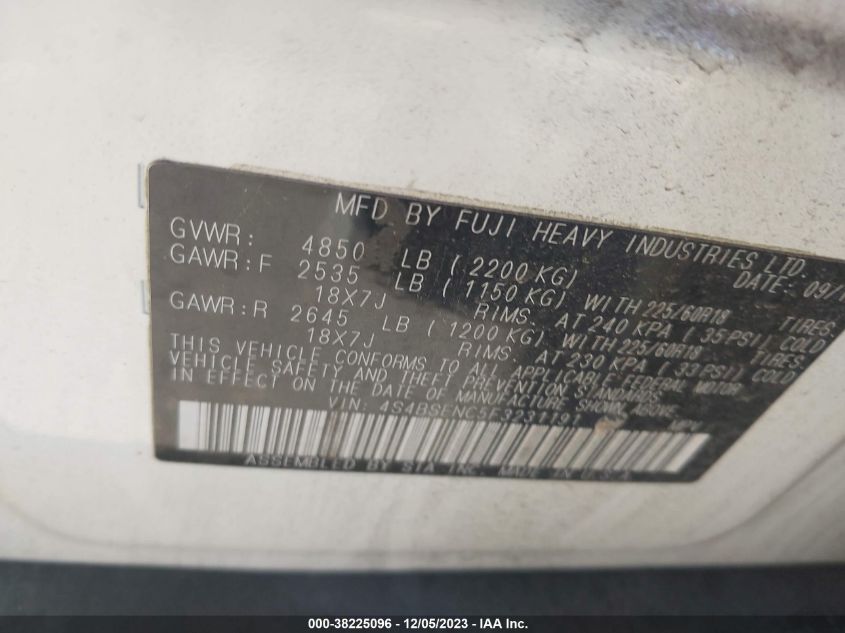 MFD. BY FUJI HEAVY INDUSTRIES LTD.
DATE: 09/1
GVWR: 4850 LB (2200 KG)
GAWR:F 2535 LB (1150 KG) WITH 225/60R18 TIRES
18X7J RIMS. AT 240 KPA (35 PSI) COLD
GAWR:R 2645 LB (1200 KG) WITH 225/60R18 TIRES.
18X7J RIMS. AT 230 KPA (33 PSI) COLD
THIS VEHICLE CONFORMS TO ALL APPLICABLE FEDERAL MOTOR
VEHICLE SAFETY AND THEFT PREVENTION STANDARDS
IN EFFECT ON THE DATE OF MANUFACTURE SHOWN ABOVE.
VIN: 4S4BSENC5F3231191 MPV
ASSEMBLED BY SIA INC. MADE IN U.S.A
000-38225096 - 12/05/2023 - IAA Inc.